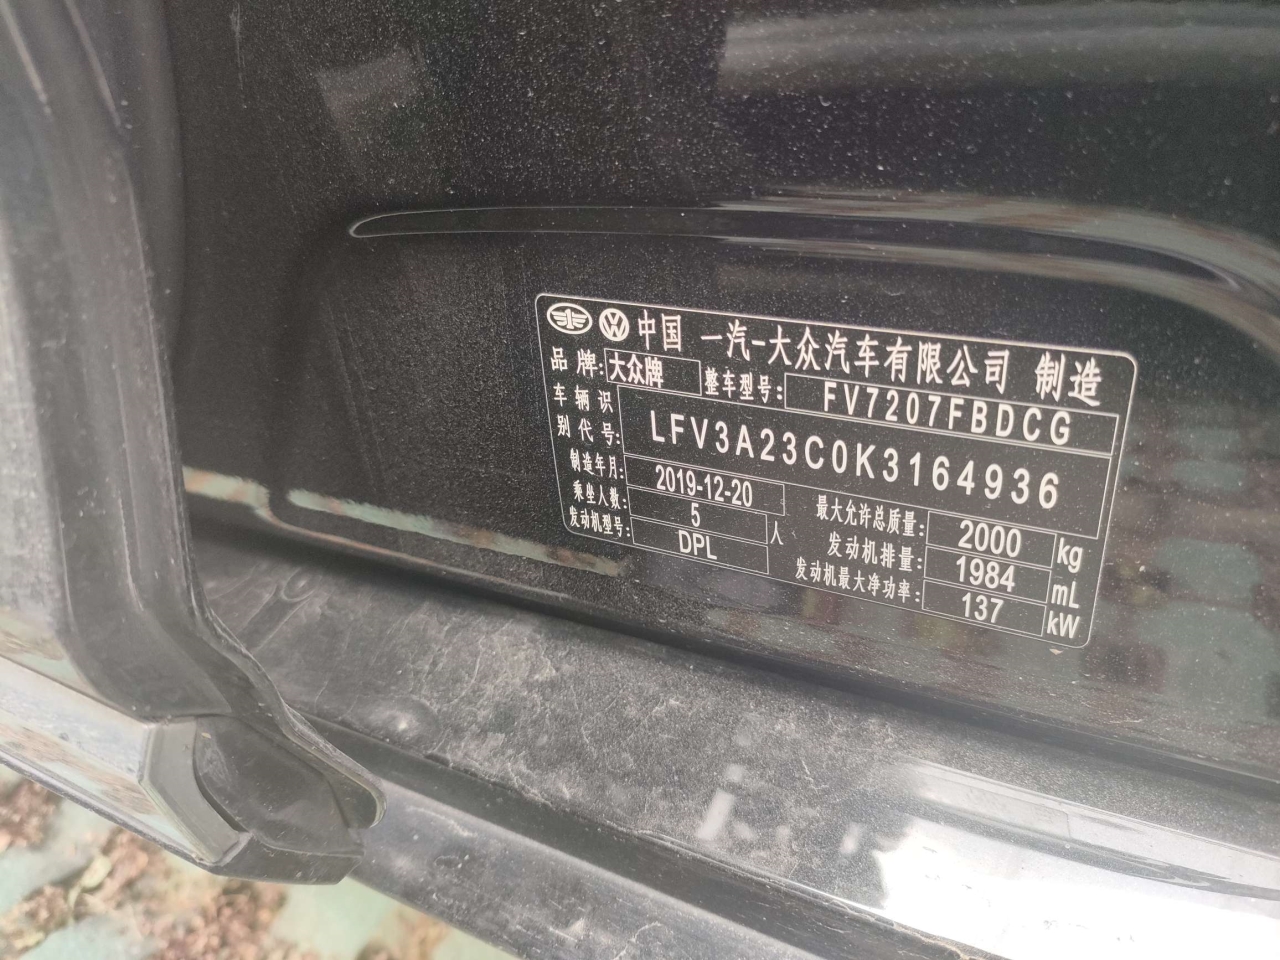 中国 一汽-大众汽车有限公司 制造
品牌: 大众牌 整车型号: FV7207FBDCG
车辆识别代号: LFV3A23C0K3164936
制造年月: 2019-12-20 最大允许总质量: 2000 kg
乘坐人数: 5 人 发动机排量: 1984 mL
发动机型号: DPL 发动机最大净功率: 137 kW